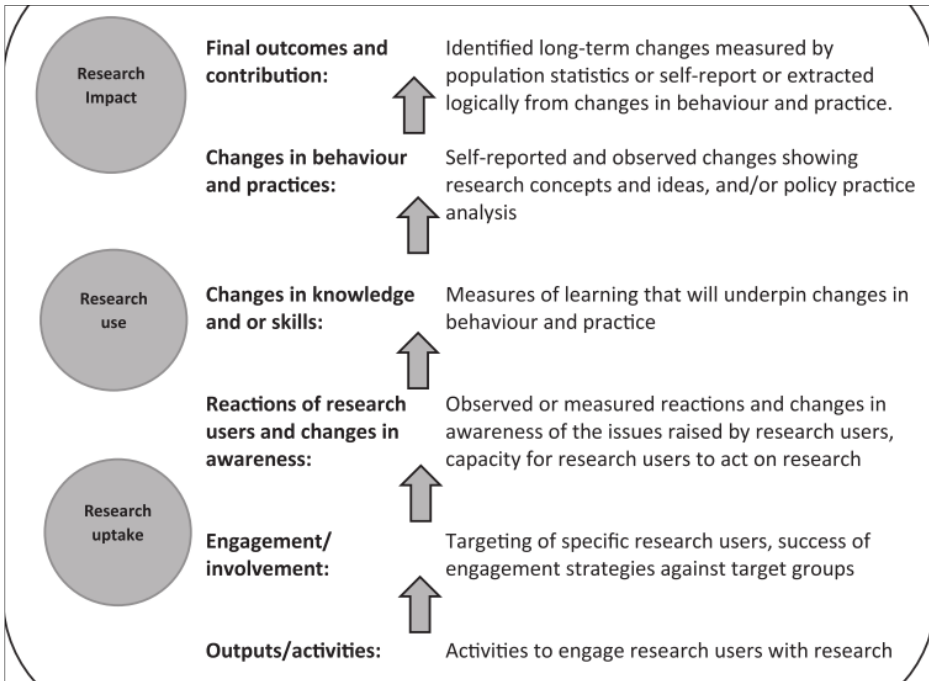 Research
Impact
Final outcomes and
contribution:
Identified long-term changes measured by
population statistics or self-report or extracted
logically from changes in behaviour and practice.
Changes in behaviour
and practices:
Self-reported and observed changes showing
research concepts and ideas, and/or policy practice
analysis
Research
use
Changes in knowledge
and or skills:
Measures of learning that will underpin changes in
behaviour and practice
Reactions of research
users and changes in
awareness:
Observed or measured reactions and changes in
awareness of the issues raised by research users,
capacity for research users to act on research
Research
uptake
Engagement/
involvement:
Targeting of specific research users, success of
engagement strategies against target groups
Outputs/activities:
Activities to engage research users with research